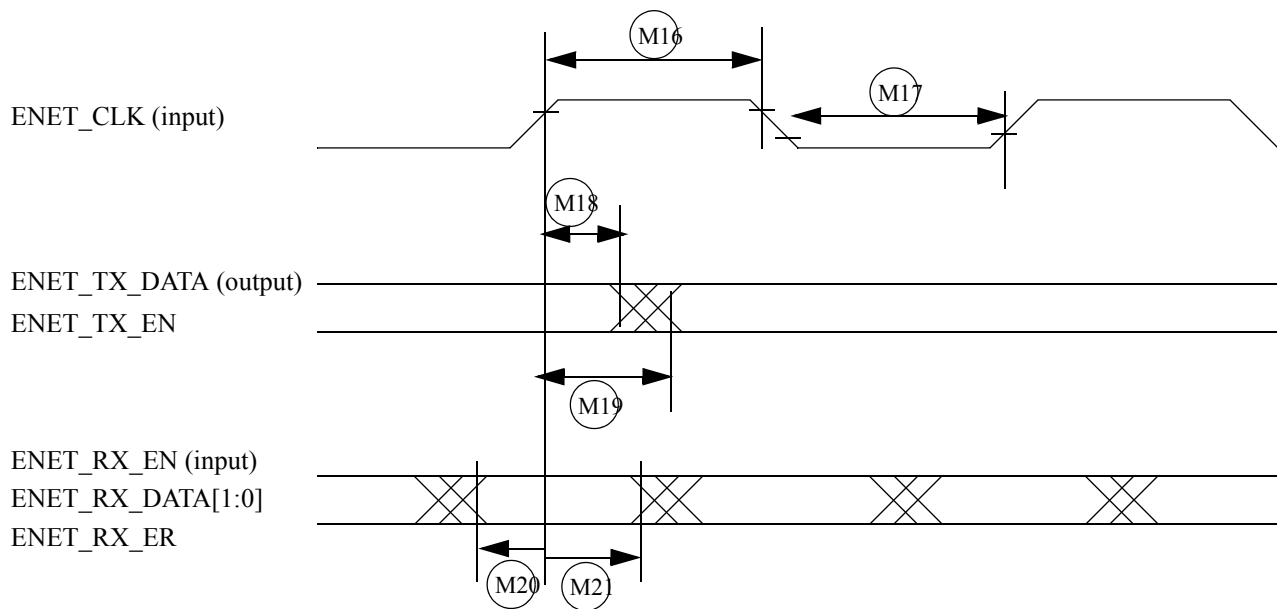 M16
ENET_CLK (input)
M17
M18
ENET_TX_DATA (output)
ENET_TX_EN
M19
ENET_RX_EN (input)
ENET_RX_DATA[1:0]
ENET_RX_ER
M20
M21